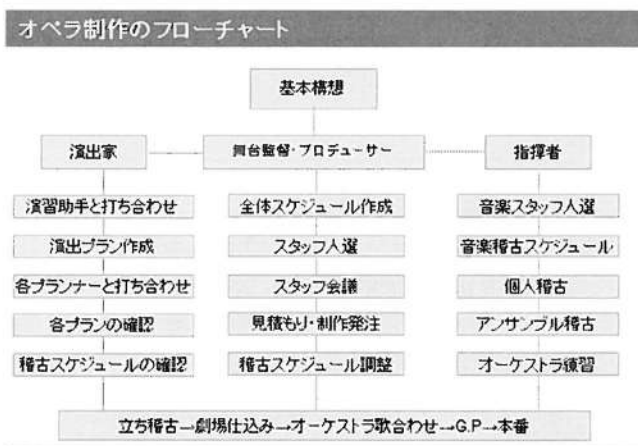 オペラ制作のフローチャート
基本構想
演出家
舞台監督・プロデューサー
指揮者
演習助手と打ち合わせ
全体スケジュール作成
音楽スタッフ人選
演出プラン作成
スタッフ人選
音楽稽古スケジュール
各プランナーと打ち合わせ
スタッフ会議
個人稽古
各プランの確認
見積もり・制作発注
アンサンブル稽古
稽古スケジュールの確認
稽古スケジュール調整
オーケストラ練習
立ち稽古→劇場仕込み→オーケストラ歌合わせ→G.P→本番